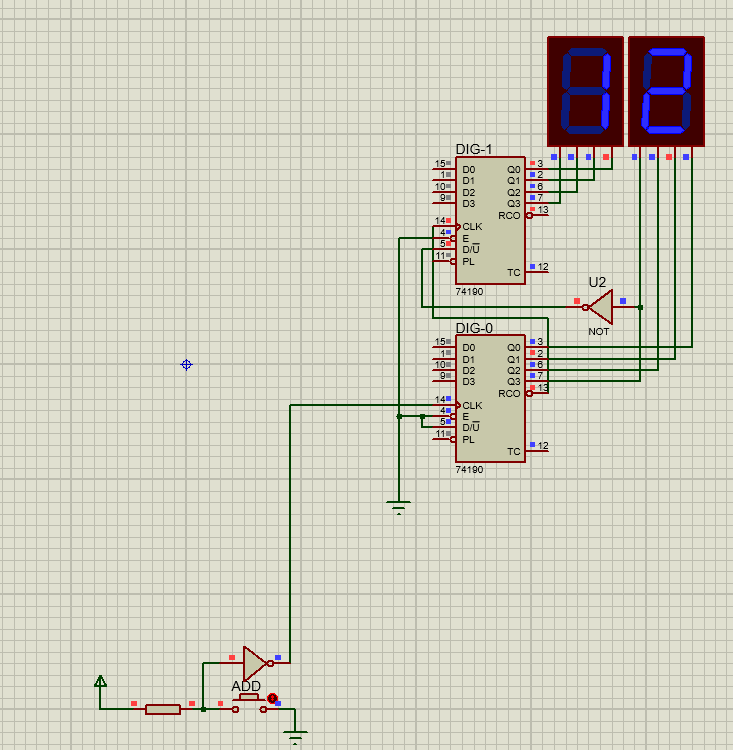 12
DIG-1
15 D0 Q0 3
1 D1 Q1 2
10 D2 Q2 6
9 D3 Q3 7
RCO 13
14 CLK
4 E
5 D/U
11 PL
TC 12
74190
U2
NOT
DIG-0
15 D0 Q0 3
1 D1 Q1 2
10 D2 Q2 6
9 D3 Q3 7
RCO 13
14 CLK
4 E
5 D/U
11 PL
TC 12
74190
ADD